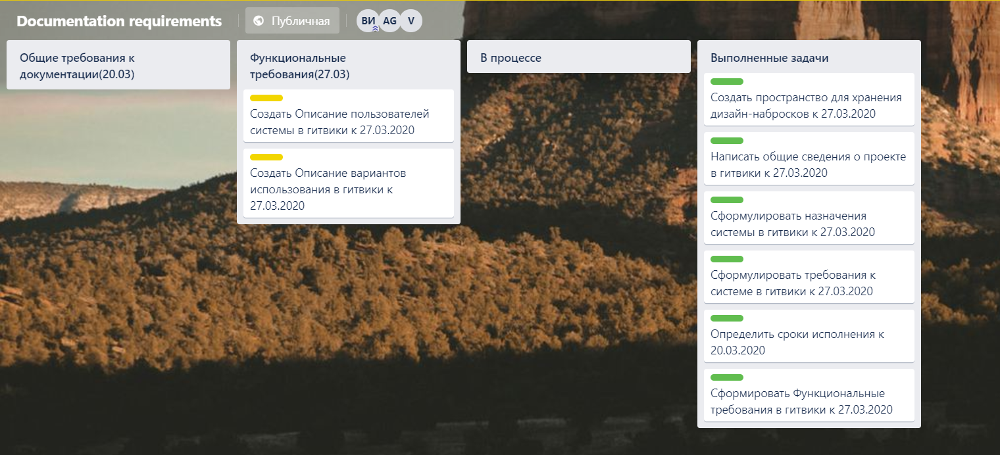 Documentation requirements
Публичная
ВИ
AG
V
Общие требования к
документации(20.03)
Функциональные
требования(27.03)
Создать Описание пользователей
системы в гитвики к 27.03.2020
Создать Описание вариантов
использования в гитвики к
27.03.2020
В процессе
Выполненные задачи
Создать пространство для хранения
дизайн-набросков к 27.03.2020
Написать общие сведения о проекте
в гитвики к 27.03.2020
Сформулировать назначения
системы в гитвики к 27.03.2020
Сформулировать требования к
системе в гитвики к 27.03.2020
Определить сроки исполнения к
20.03.2020
Сформировать Функциональные
требования в гитвики к 27.03.2020